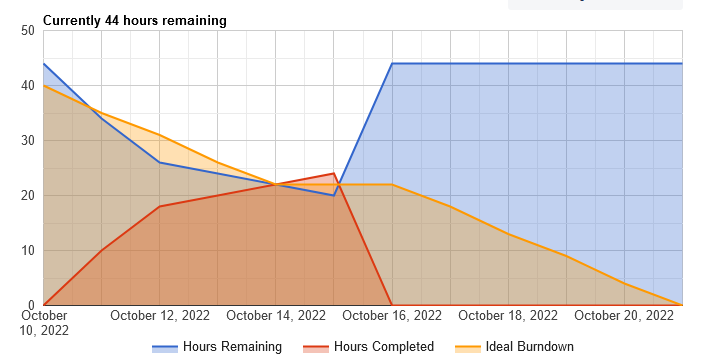 Currently 44 hours remaining
50
40
30
20
10
0
October 10, 2022
October 12, 2022
October 14, 2022
October 16, 2022
October 18, 2022
October 20, 2022
Hours Remaining
Hours Completed
Ideal Burndown